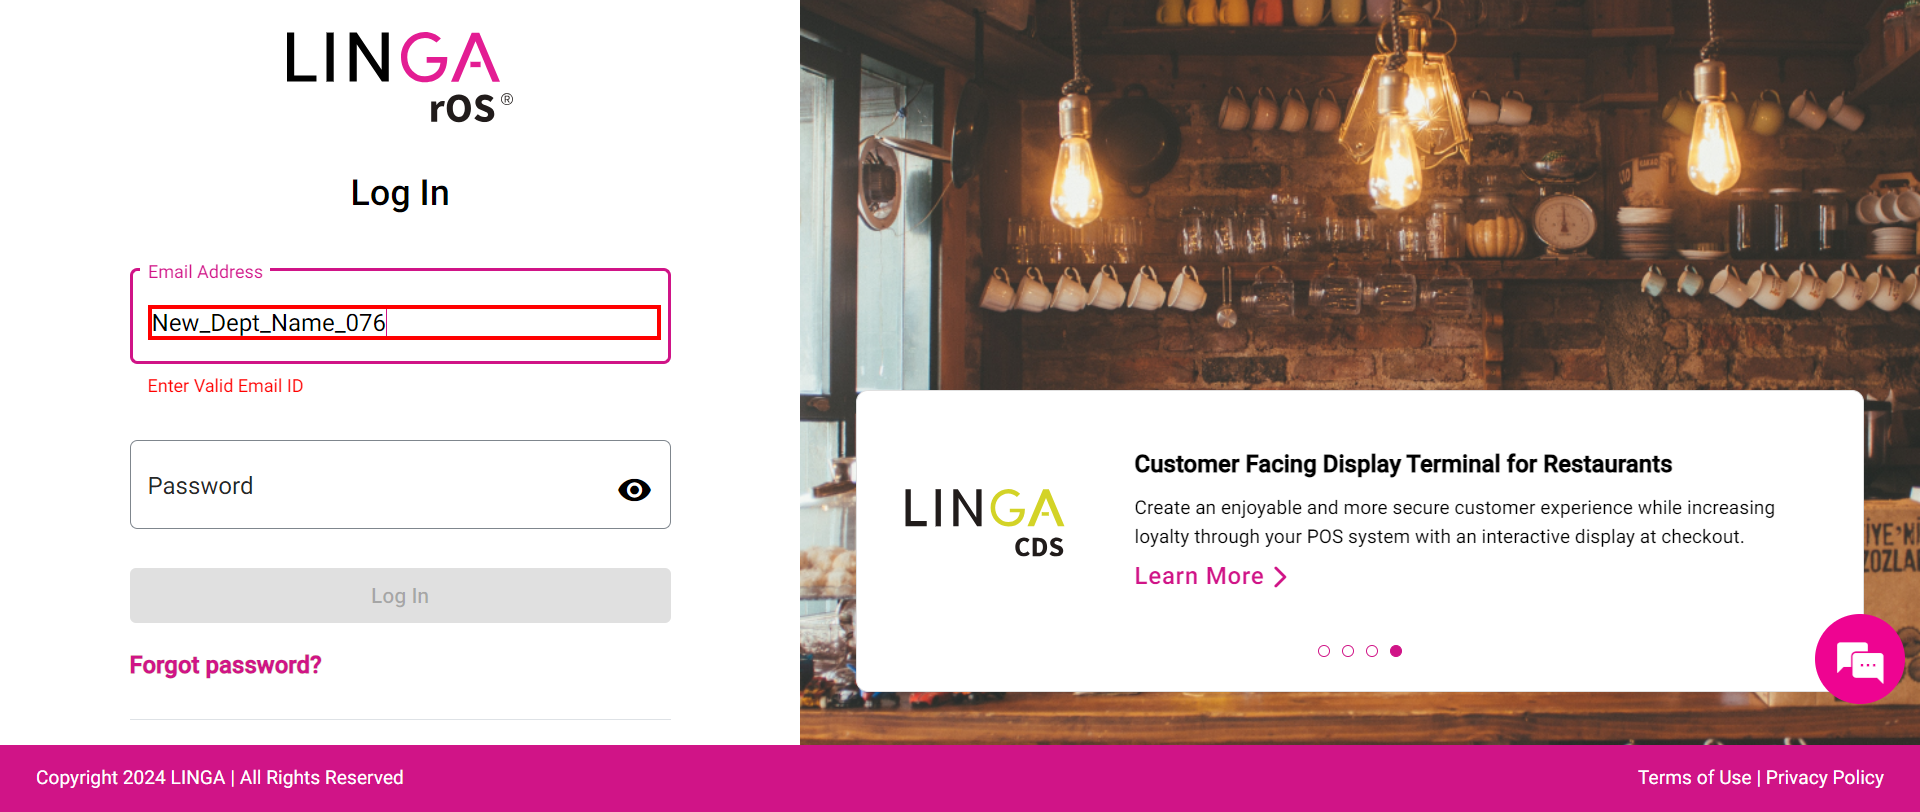 LINGA
rOS ®
Log In
Email Address
New_Dept_Name_076
Enter Valid Email ID
Password
Log In
Forgot password?
LINGA
CDS
Customer Facing Display Terminal for Restaurants
Create an enjoyable and more secure customer experience while increasing
loyalty through your POS system with an interactive display at checkout.
Learn More
Copyright 2024 LINGA | All Rights Reserved
Terms of Use | Privacy Policy